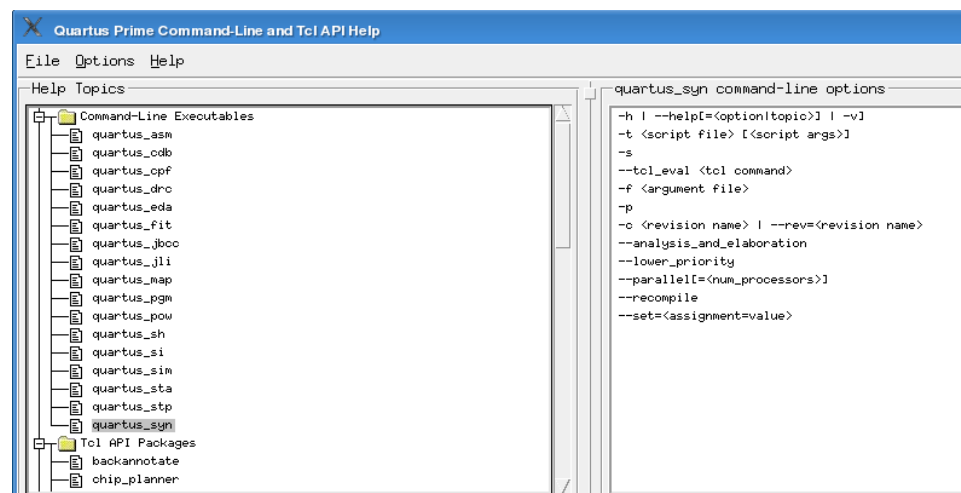 Quartus Prime Command-Line and Tcl API Help
File Options Help
Help Topics
Command-Line Executables
quartus_asm
quartus_cdb
quartus_cpf
quartus_drc
quartus_eda
quartus_fit
quartus_jbcc
quartus_jli
quartus_map
quartus_pgm
quartus_pow
quartus_sh
quartus_si
quartus_sim
quartus_sta
quartus_stp
quartus_syn
Tcl API Packages
backannotate
chip_planner
quartus_syn command-line options
-h | --help[=<option|topic>] | -v]
-t <script file> [<script args>]
-s
--tcl_eval <tcl command>
-f <argument file>
-p
-c <revision name> | --rev=<revision name>
--analysis_and_elaboration
--lower_priority
--parallel[=<num_processors>]
--recompile
--set=<assignment=value>